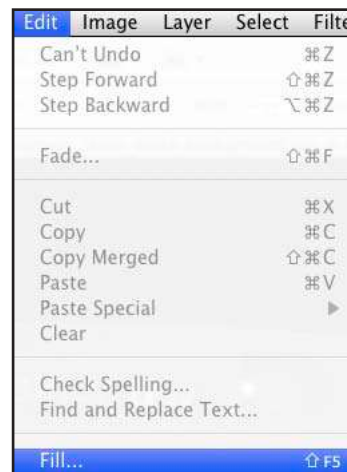 Edit Image Layer Select Filte
Can't Undo ⌘Z
Step Forward ⇧⌘Z
Step Backward ⌥⌘Z
Fade... ⇧⌘F
Cut ⌘X
Copy ⌘C
Copy Merged ⇧⌘C
Paste ⌘V
Paste Special ▶
Clear
Check Spelling...
Find and Replace Text...
Fill... ⇧F5